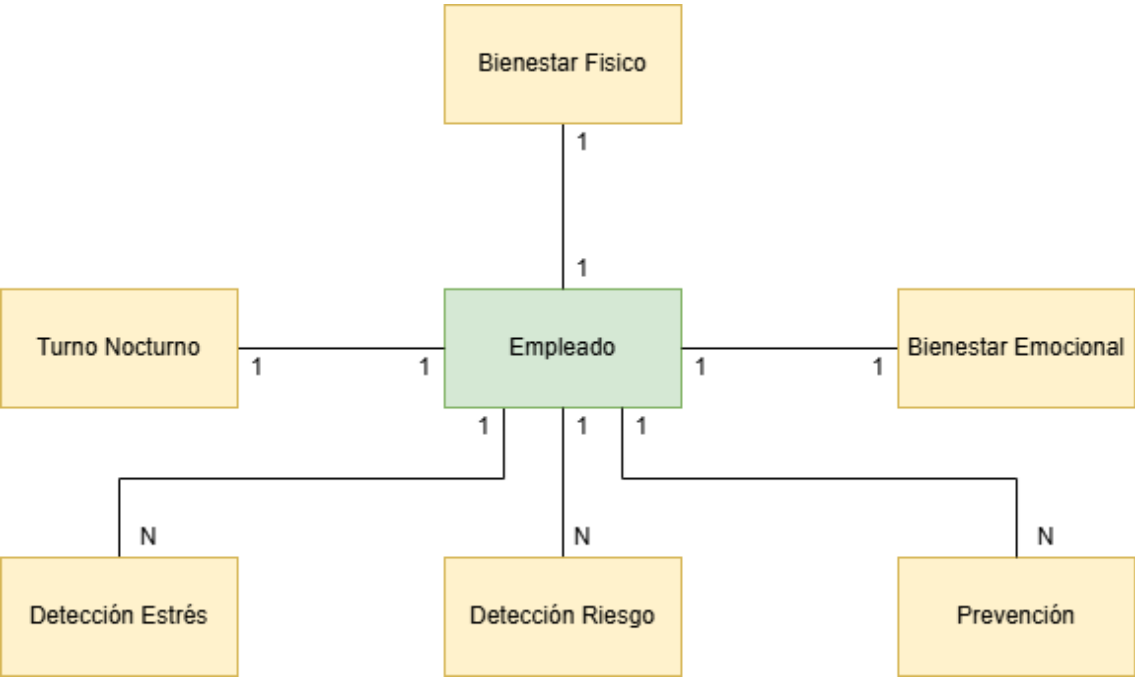 Bienestar Fisico
1
1
Turno Nocturno
Empleado
Bienestar Emocional
1
1
1
1
1
1
1
N
N
N
Detección Estrés
Detección Riesgo
Prevención